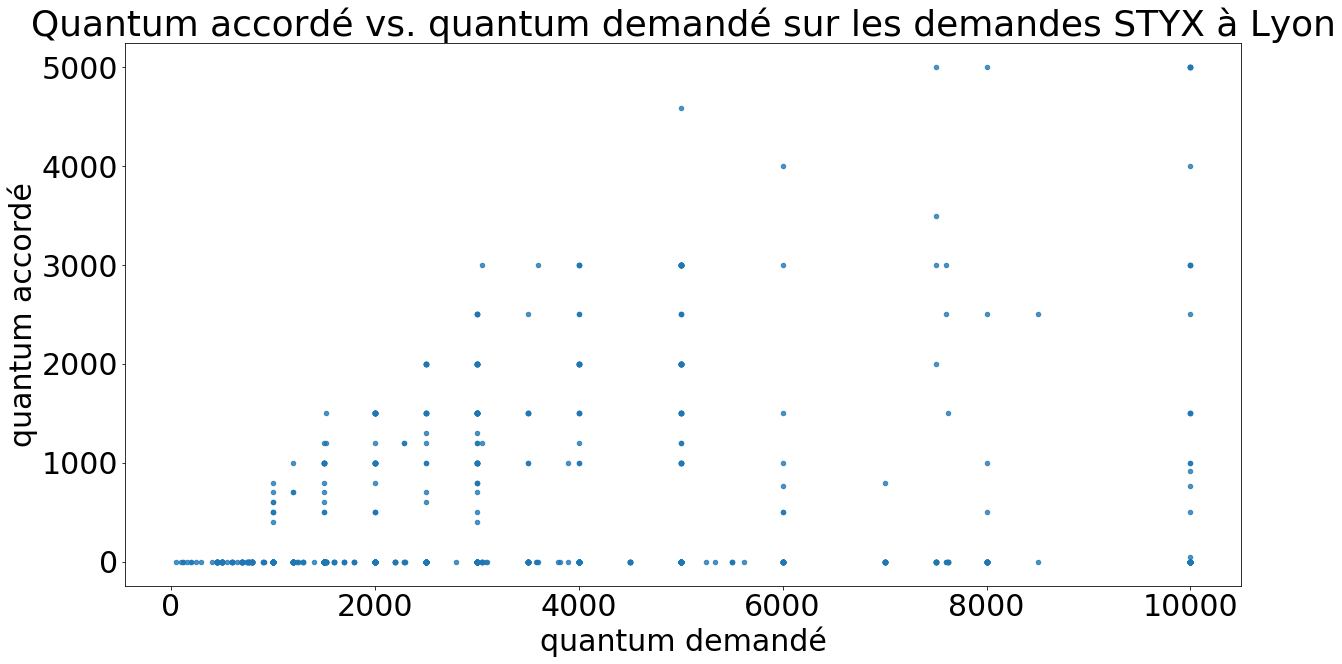 Quantum accordé vs. quantum demandé sur les demandes STYX à Lyon
5000
4000
3000
2000
1000
0
quantum accordé
0 2000 4000 6000 8000 10000
quantum demandé